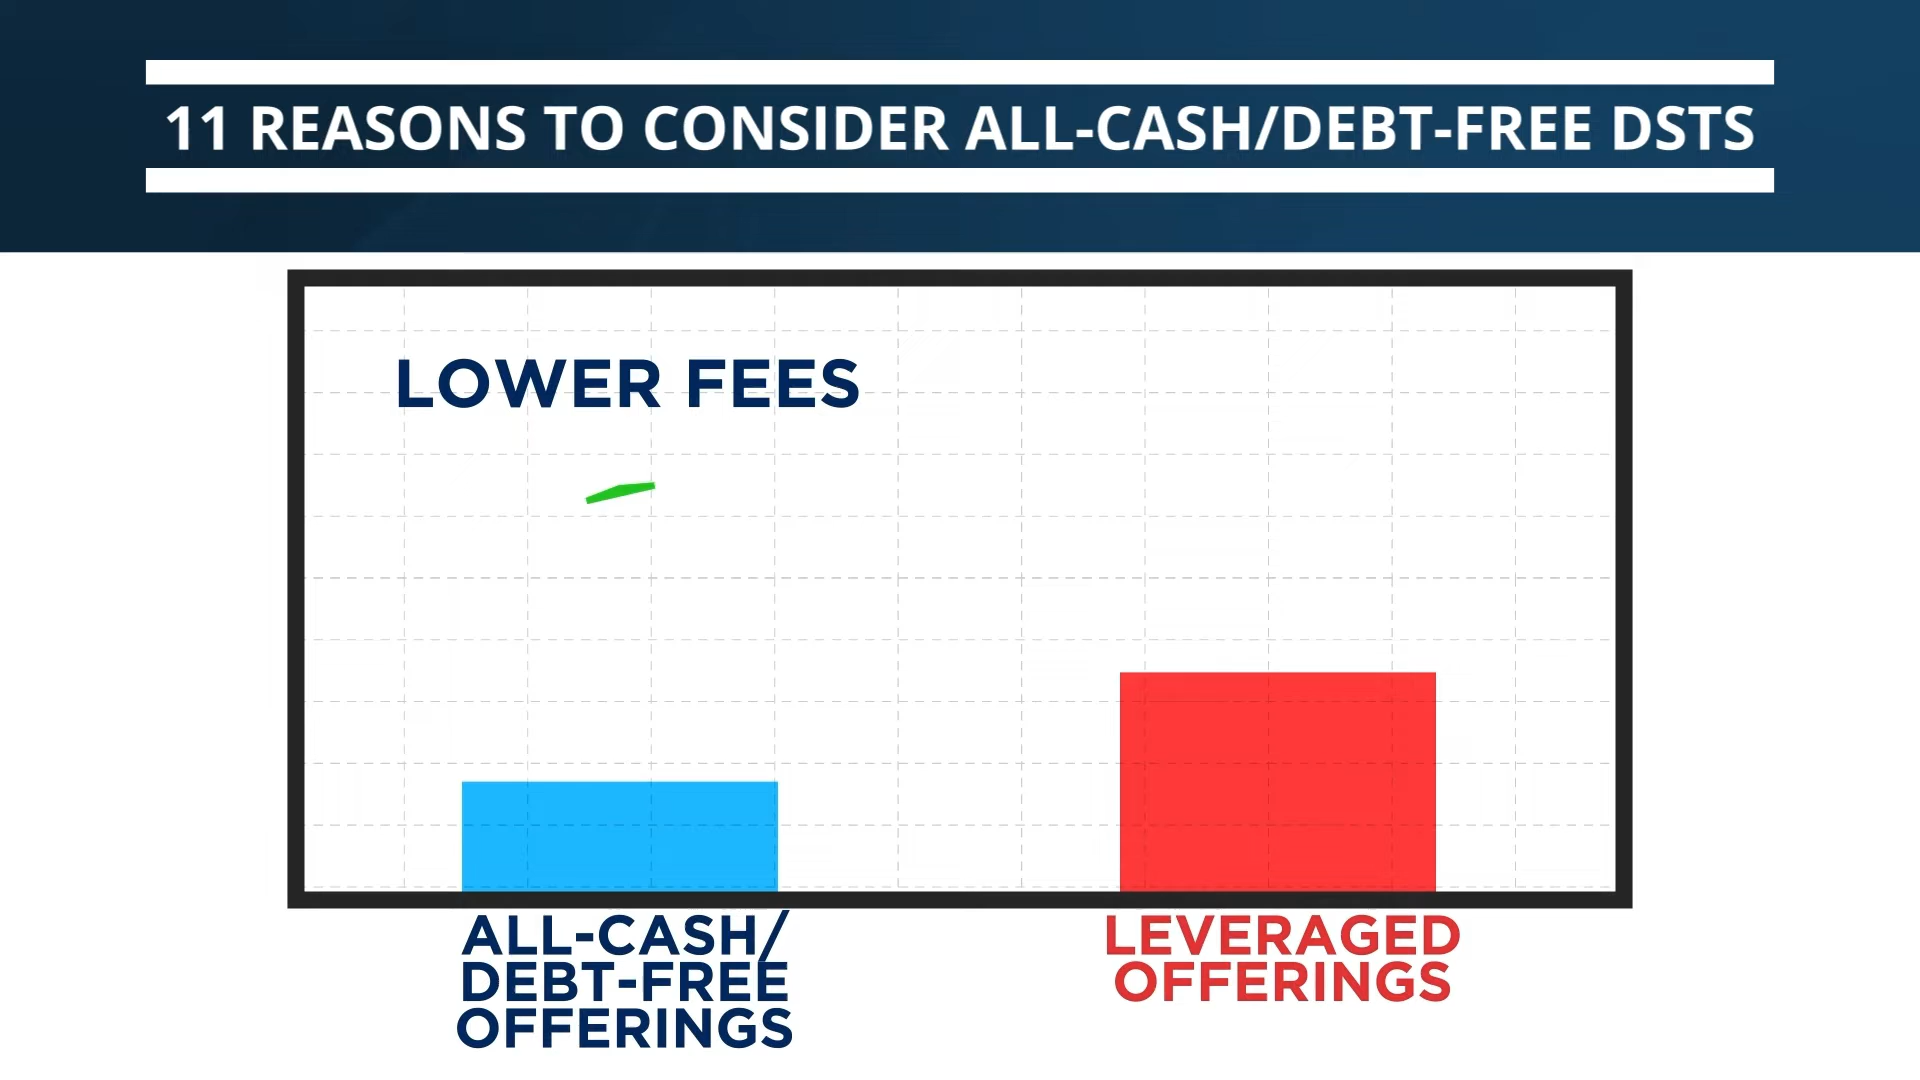 11 REASONS TO CONSIDER ALL-CASH/DEBT-FREE DSTS
LOWER FEES
ALL-CASH/
DEBT-FREE
OFFERINGS
LEVERAGED
OFFERINGS